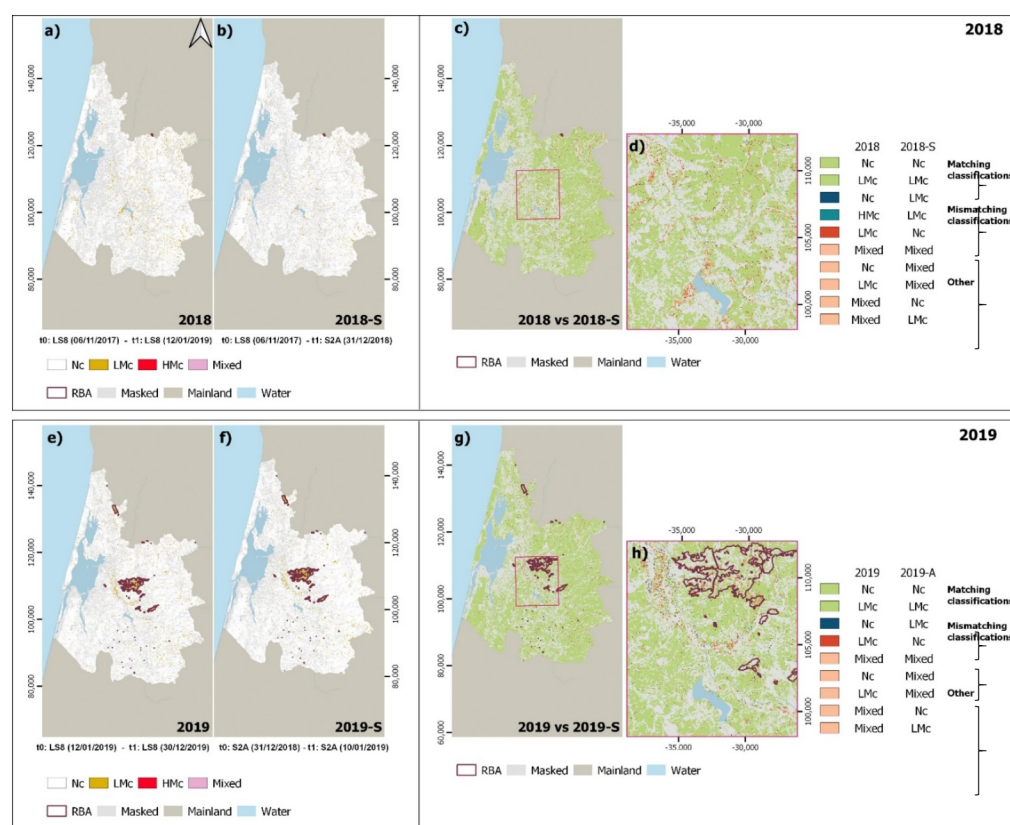 a)
b)
c)
2018
140,000
120,000
100,000
80,000
140,000
120,000
100,000
80,000
-35,000 -30,000
d)
110,000
105,000
100,000
-35,000 -30,000
2018 2018-S
Nc Nc
LMc LMc
Nc LMc
HMc LMc
LMc Nc
Mixed Mixed
Nc Mixed
LMc Mixed
Mixed Nc
Mixed LMc
Matching
classifications
Mismatching
classifications
Other
2018
2018-S
2018 vs 2018-S
t0: LS8 (06/11/2017) - t1: LS8 (12/01/2019)
t0: LS8 (06/11/2017) - t1: S2A (31/12/2018)
Nc LMc HMc Mixed
RBA Masked Mainland Water
RBA Masked Mainland Water
e)
f)
g)
2019
140,000
120,000
100,000
80,000
140,000
120,000
100,000
80,000
140,000
120,000
100,000
80,000
60,000
-35,000 -30,000
h)
110,000
105,000
100,000
-35,000 -30,000
2019 2019-A
Nc Nc
LMc LMc
Nc LMc
LMc Nc
Mixed Mixed
Nc Mixed
LMc Mixed
Mixed Nc
Mixed LMc
Matching
classifications
Mismatching
classifications
Other
2019
2019-S
2019 vs 2019-S
t0: LS8 (12/01/2019) - t1: LS8 (30/12/2019)
t0: S2A (31/12/2018) - t1: S2A (10/01/2019)
Nc LMc HMc Mixed
RBA Masked Mainland Water
RBA Masked Mainland Water